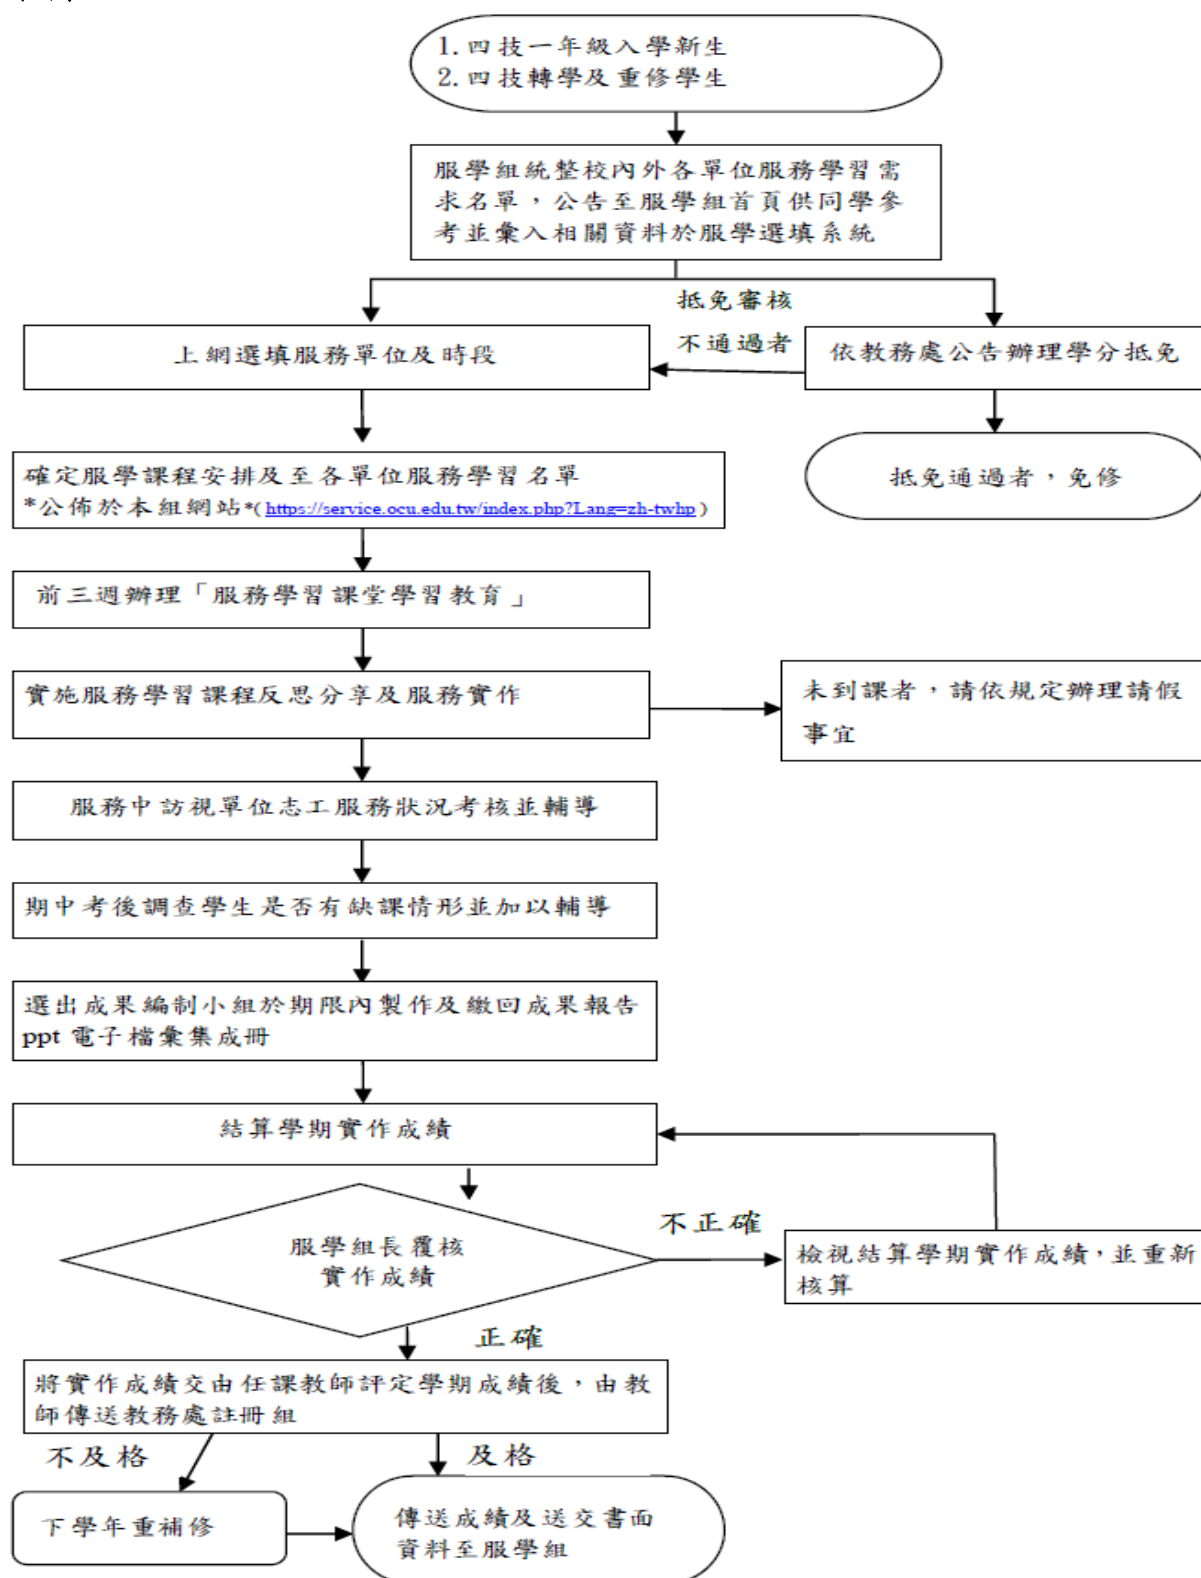 1.四技一年級入學新生
2.四技轉學及重修學生
服學組統整校內外各單位服務學習需
求名單，公告至服學組首頁供同學參
考並彙入相關資料於服學選填系統
抵免審核
不通過者
上網選填服務單位及時段
依教務處公告辦理學分抵免
抵免通過者，免修
確定服學課程安排及至各單位服務學習名單
*公佈於本組網站*(https://service.ocu.edu.tw/index.php?Lang=zh-twhp)
前三週辦理「服務學習課堂學習教育」
實施服務學習課程反思分享及服務實作
未到課者，請依規定辦理請假
事宜
服務中訪視單位志工服務狀況考核並輔導
期中考後調查學生是否有缺課情形並加以輔導
選出成果編制小組於期限內製作及繳回成果報告
ppt 電子檔彙集成冊
結算學期實作成績
服學組長覆核
實作成績
不正確
檢視結算學期實作成績，並重新
核算
正確
將實作成績交由任課教師評定學期成績後，由教
師傳送教務處註冊組
不及格
及格
下學年重補修
傳送成績及送交書面
資料至服學組